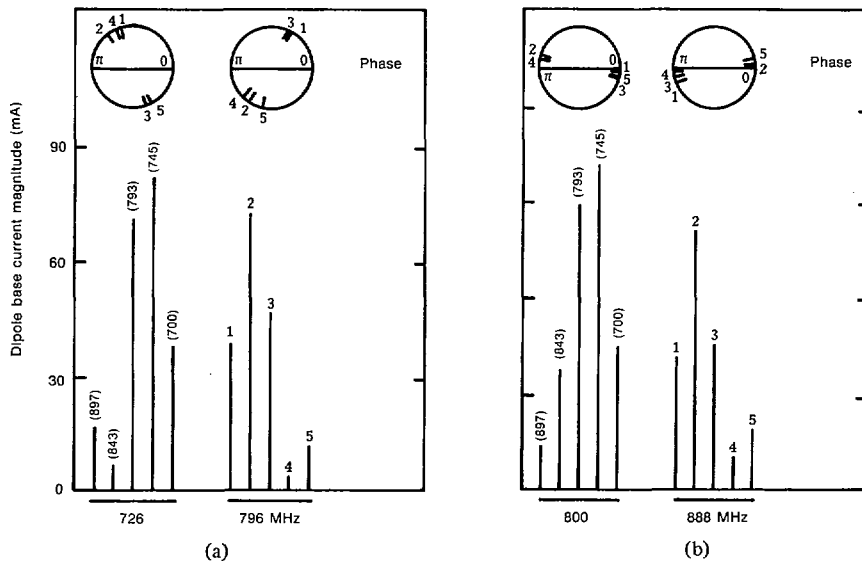 Dipole base current magnitude (mA)
90
60
30
0
2 4 1
π 0
3 5
3 1
π 0
4 2 5
Phase
(897)
(843)
(793)
(745)
(700)
1
2
3
4
5
726
796 MHz
(a)
2
4
π 0
1
5
3
5
2
π 0
4
3
1
Phase
(897)
(843)
(793)
(745)
(700)
1
2
3
4
5
800
888 MHz
(b)